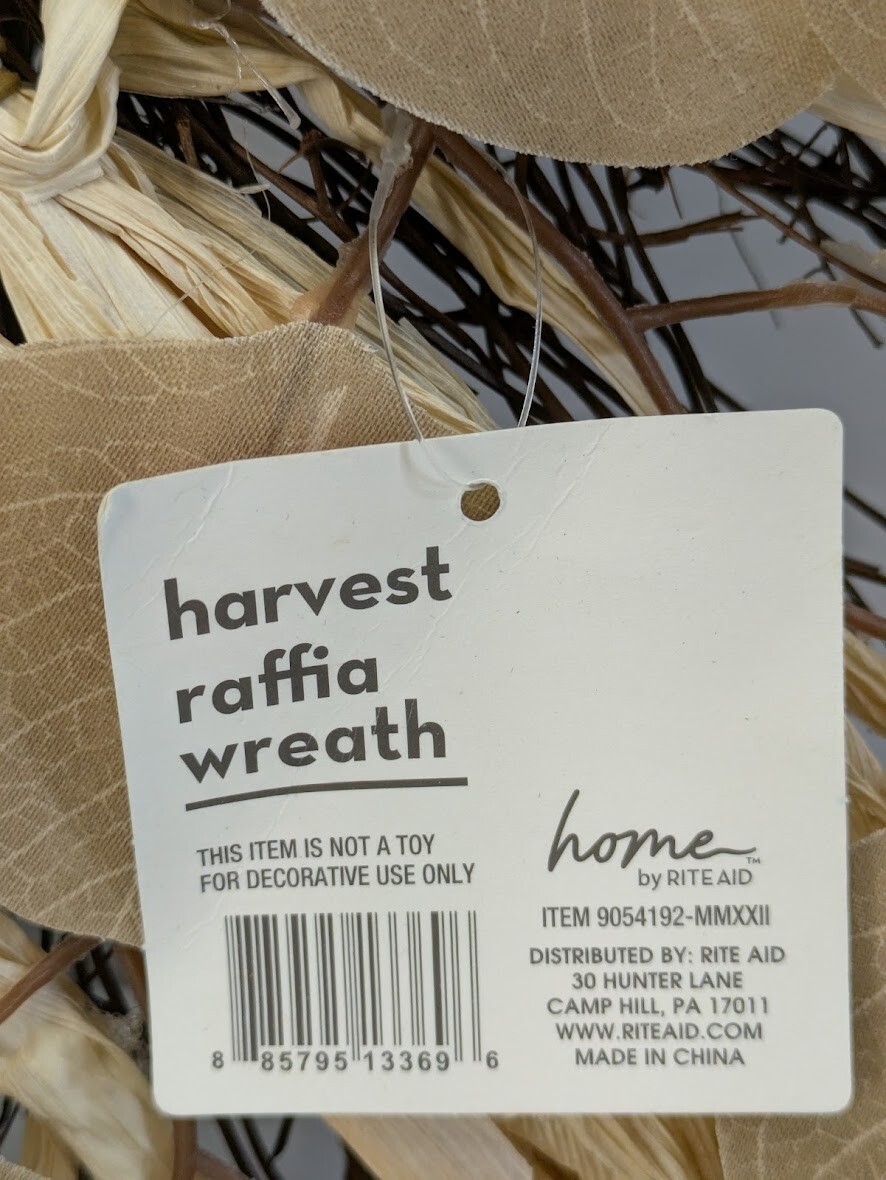 harvest
raffia
wreath
THIS ITEM IS NOT A TOY
FOR DECORATIVE USE ONLY
8 85795 13369 6
home™
by RITE AID
ITEM 9054192-MMXXII
DISTRIBUTED BY: RITE AID
30 HUNTER LANE
CAMP HILL, PA 17011
WWW.RITEAID.COM
MADE IN CHINA